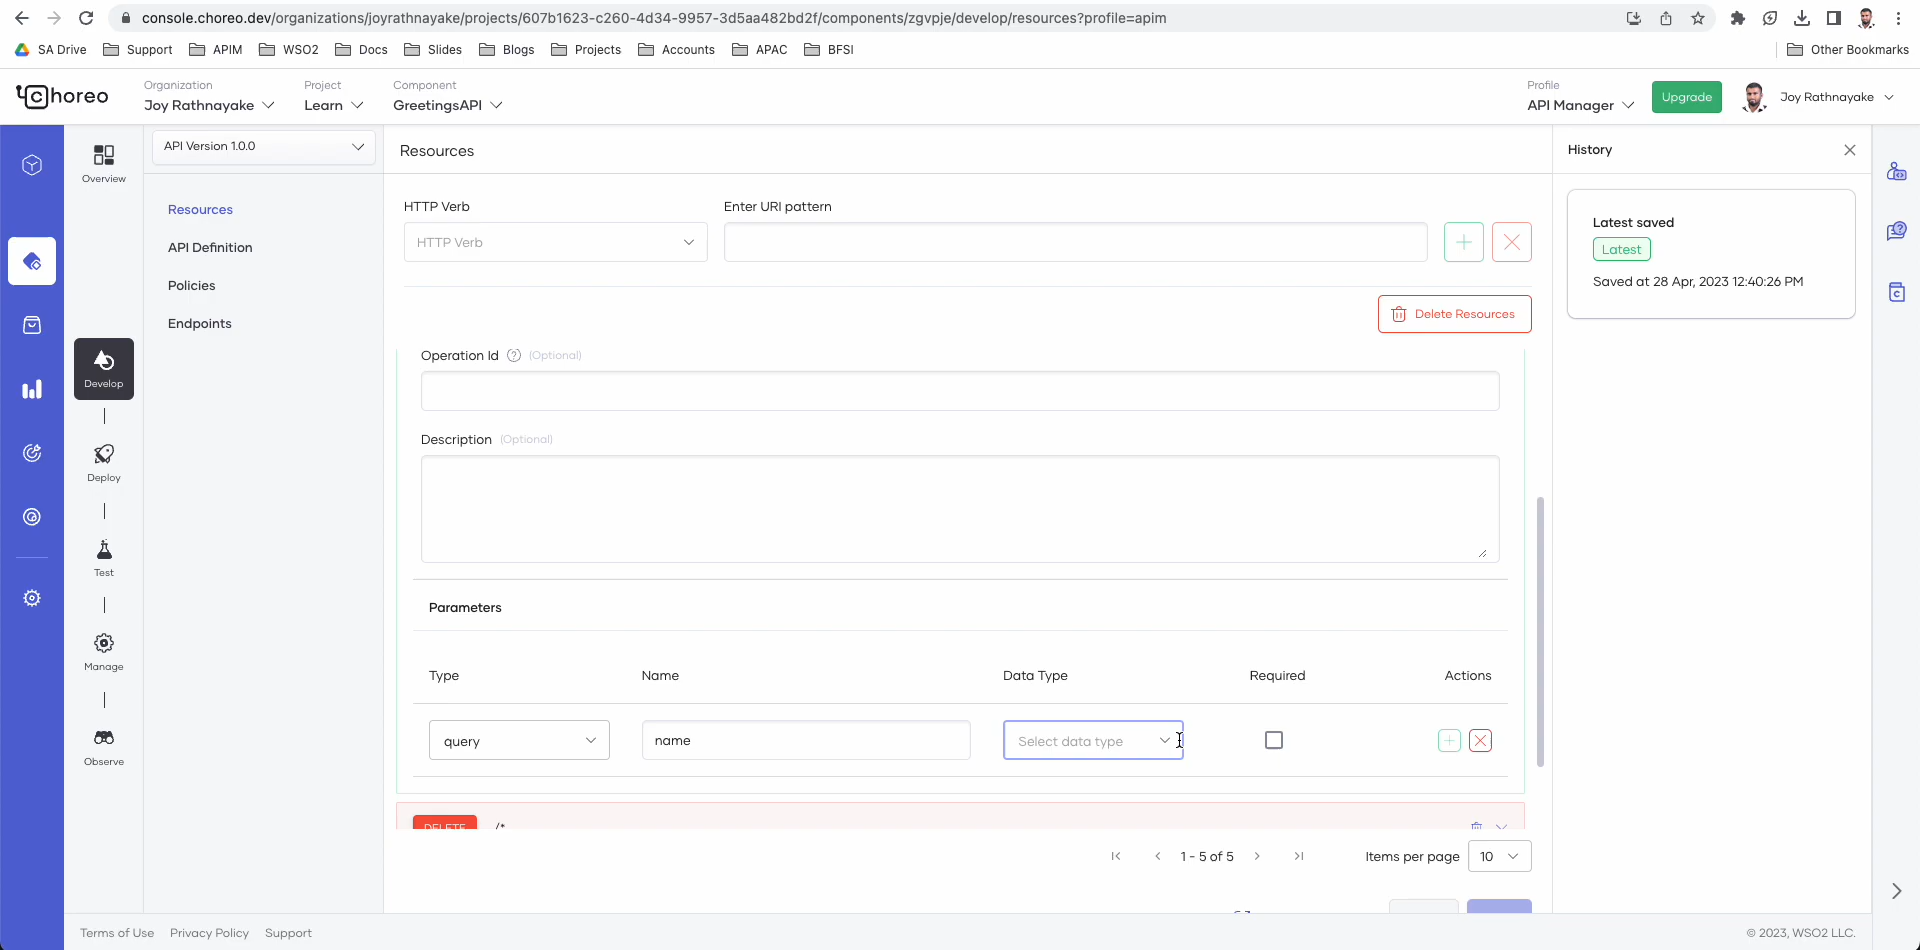 console.choreo.dev/organizations/joyrathnayake/projects/607b1623-c260-4d34-9957-3d5aa482bd2f/components/zgvpje/develop/resources?profile=apim
SA Drive Support APIM WSO2 Docs Slides Blogs Projects Accounts APAC BFSI Other Bookmarks
choreo
Organization
Joy Rathnayake
Project
Learn
Component
GreetingsAPI
Profile
API Manager
Upgrade
Joy Rathnayake
Overview
Develop
Deploy
Test
Manage
Observe
API Version 1.0.0
Resources
API Definition
Policies
Endpoints
Resources
HTTP Verb Enter URI pattern
HTTP Verb
Delete Resources
Operation Id ? (Optional)
Description (Optional)
Parameters
Type Name Data Type Required Actions
query name Select data type
DELETE /*
1 - 5 of 5 Items per page 10
History
Latest saved
Latest
Saved at 28 Apr, 2023 12:40:26 PM
Terms of Use Privacy Policy Support © 2023, WSO2 LLC.